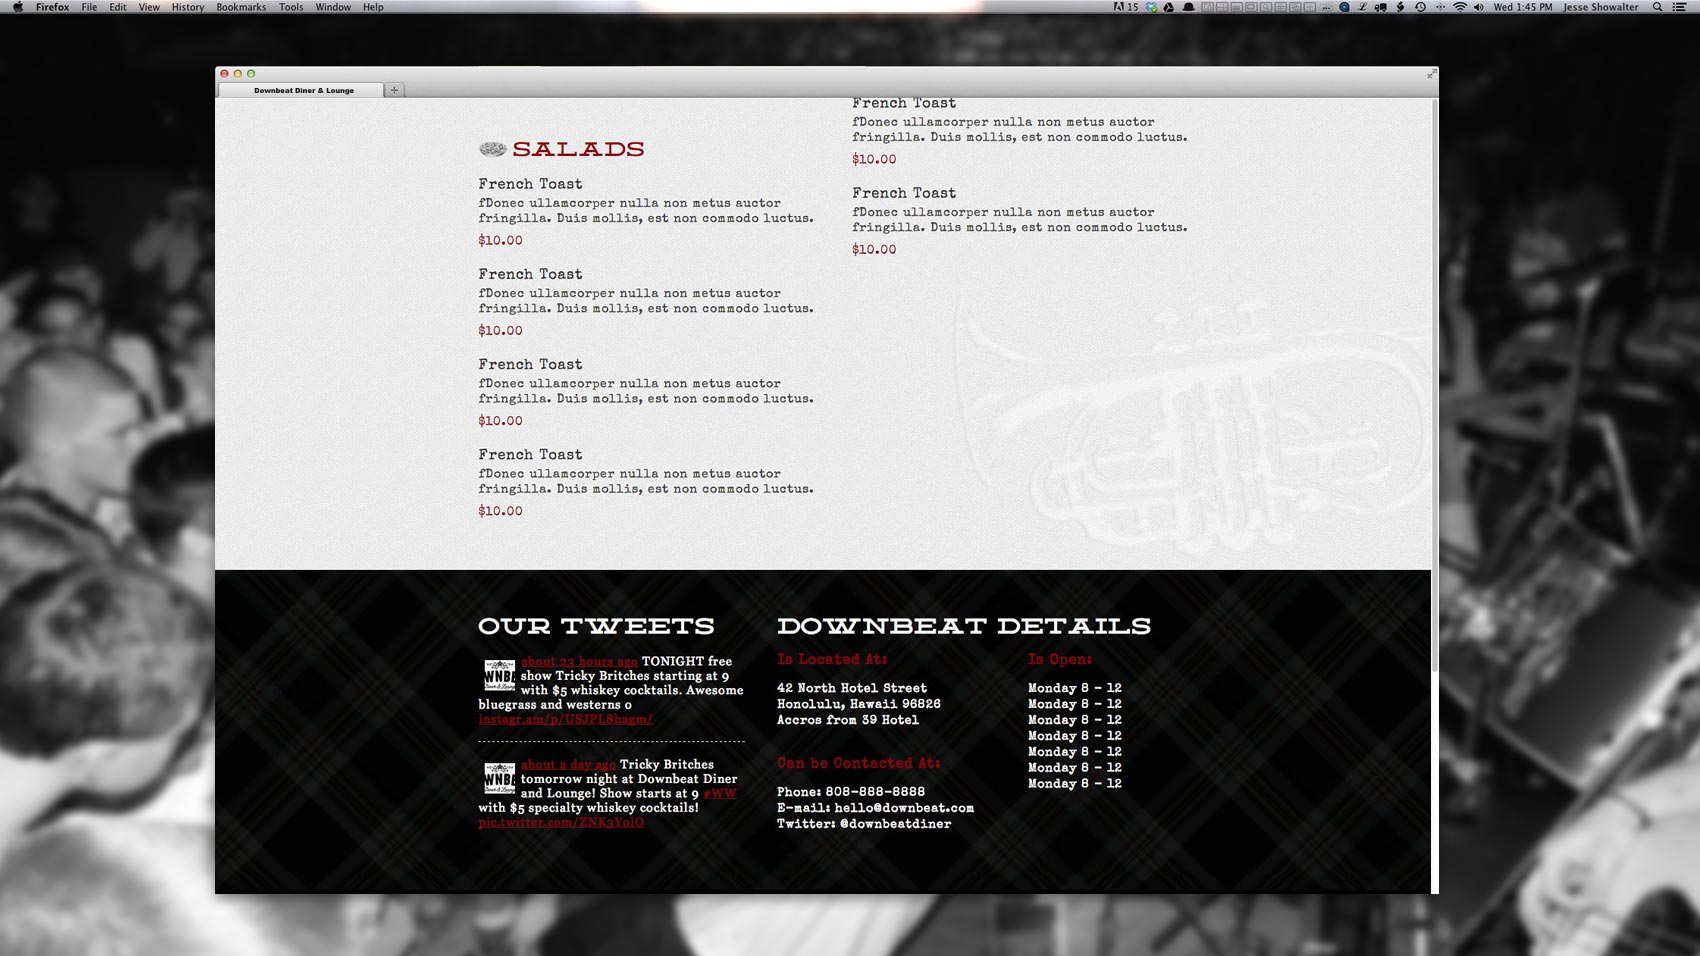 Firefox File Edit View History Bookmarks Tools Window Help
15 Wed 1:45 PM Jesse Showalter
Downbeat Diner & Lounge
SALADS
French Toast
fDonec ullamcorper nulla non metus auctor
fringilla. Duis mollis, est non commodo luctus.
$10.00
French Toast
fDonec ullamcorper nulla non metus auctor
fringilla. Duis mollis, est non commodo luctus.
$10.00
French Toast
fDonec ullamcorper nulla non metus auctor
fringilla. Duis mollis, est non commodo luctus.
$10.00
French Toast
fDonec ullamcorper nulla non metus auctor
fringilla. Duis mollis, est non commodo luctus.
$10.00
French Toast
fDonec ullamcorper nulla non metus auctor
fringilla. Duis mollis, est non commodo luctus.
$10.00
French Toast
fDonec ullamcorper nulla non metus auctor
fringilla. Duis mollis, est non commodo luctus.
$10.00
OUR TWEETS
about 23 hours ago TONIGHT free
show Tricky Britches starting at 9
with $5 whiskey cocktails. Awesome
bluegrass and westerns o
instagr.am/p/USJPL8hagm/
about a day ago Tricky Britches
tomorrow night at Downbeat Diner
and Lounge! Show starts at 9 #WW
with $5 specialty whiskey cocktails!
pic.twitter.com/ZNK3YolO
DOWNBEAT DETAILS
Is Located At:
42 North Hotel Street
Honolulu, Hawaii 96826
Accros from 39 Hotel
Can be Contacted At:
Phone: 808-888-8888
E-mail: hello@downbeat.com
Twitter: @downbeatdiner
Is Open:
Monday 8 - 12
Monday 8 - 12
Monday 8 - 12
Monday 8 - 12
Monday 8 - 12
Monday 8 - 12
Monday 8 - 12